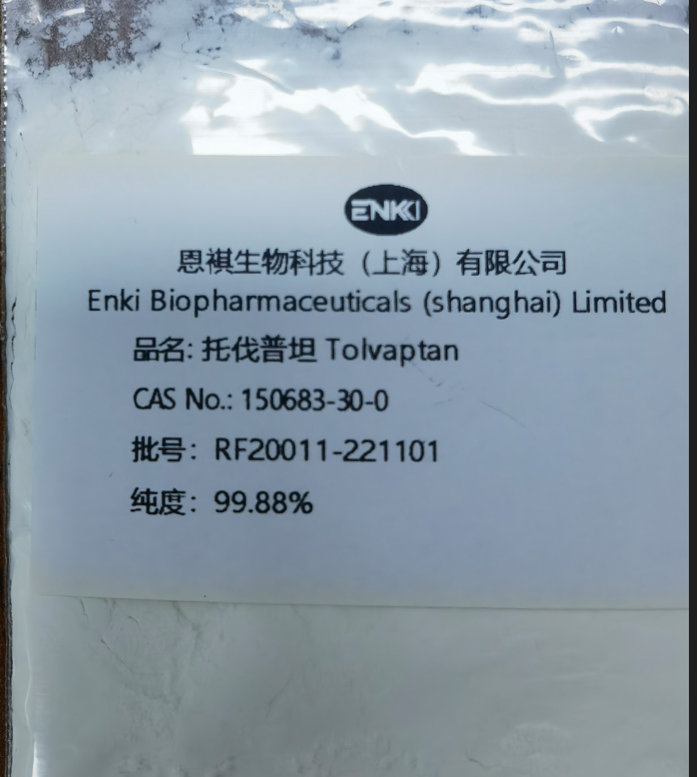 ENKKI
恩祺生物科技（上海）有限公司
Enki Biopharmaceuticals (shanghai) Limited
品名: 托伐普坦 Tolvaptan
CAS No.: 150683-30-0
批号： RF20011-221101
纯度： 99.88%